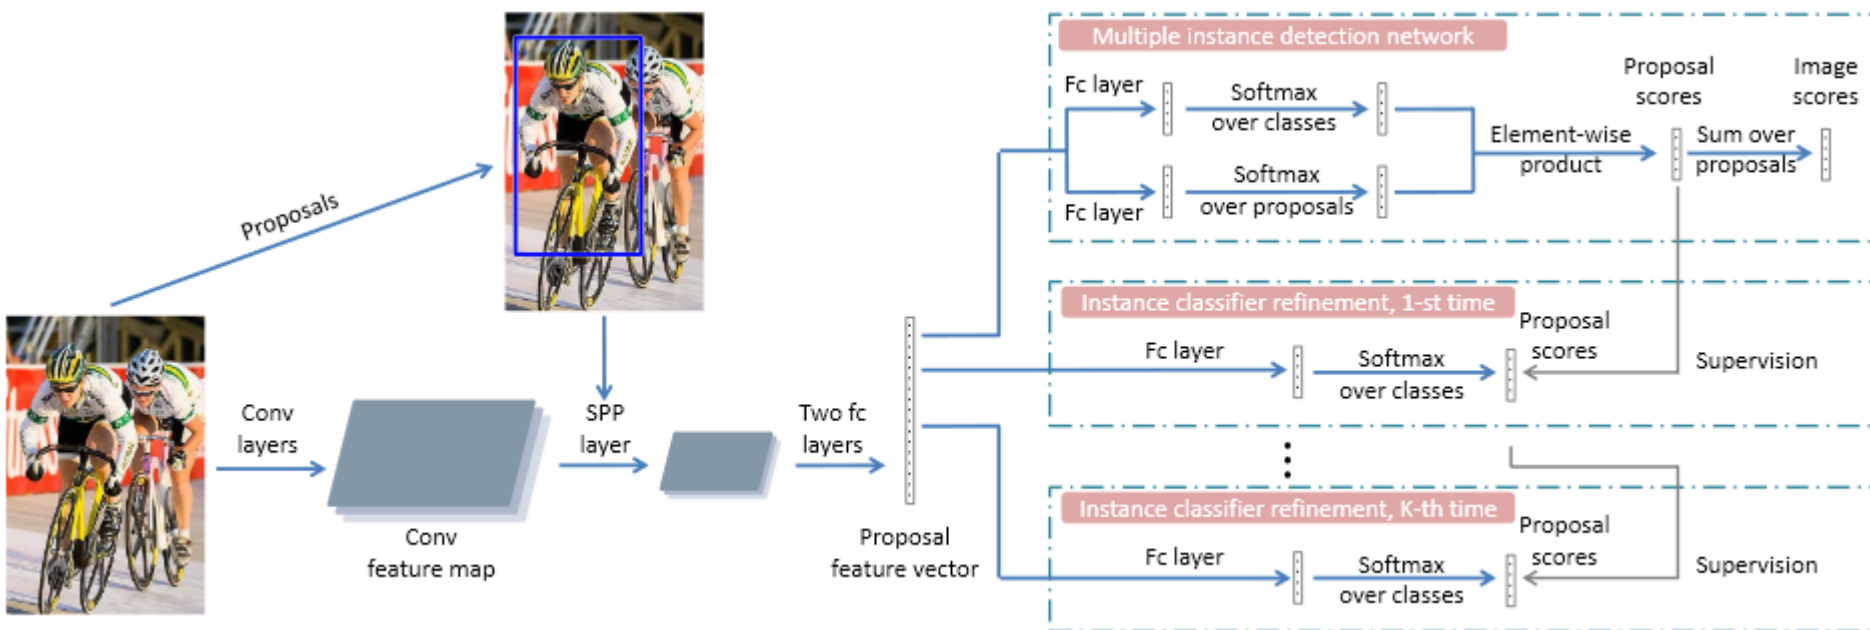 Proposals
Conv
layers
Conv
feature map
SPP
layer
Two fc
layers
Proposal
feature vector
Multiple instance detection network
Fc layer
Softmax
over classes
Fc layer
Softmax
over proposals
Element-wise
product
Proposal
scores
Sum over
proposals
Image
scores
Instance classifier refinement, 1-st time
Fc layer
Softmax
over classes
Proposal
scores
Supervision
Instance classifier refinement, K-th time
Fc layer
Softmax
over classes
Proposal
scores
Supervision